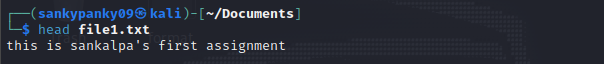 ┌──(sankypanky09㉿kali)-[~/Documents]
└─$ head file1.txt
this is sankalpa's first assignment